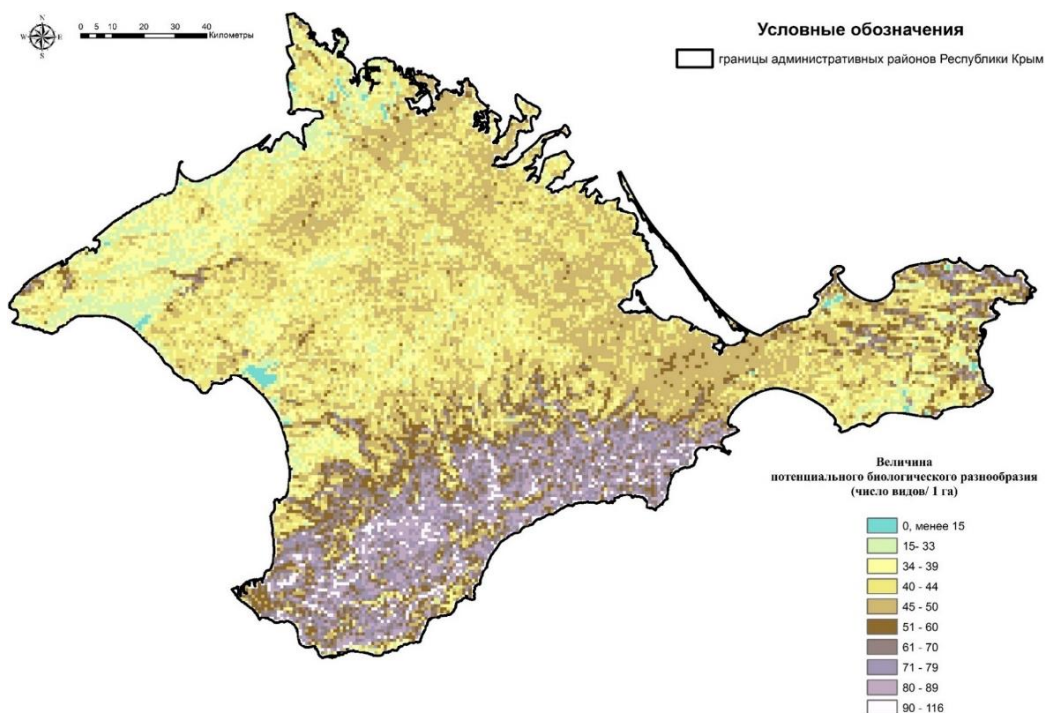 N
W E
S
0 5 10 20 30 40
Километры
Условные обозначения
границы административных районов Республики Крым
Величина
потенциального биологического разнообразия
(число видов/ 1 га)
0, менее 15
15- 33
34 - 39
40 - 44
45 - 50
51 - 60
61 - 70
71 - 79
80 - 89
90 - 116